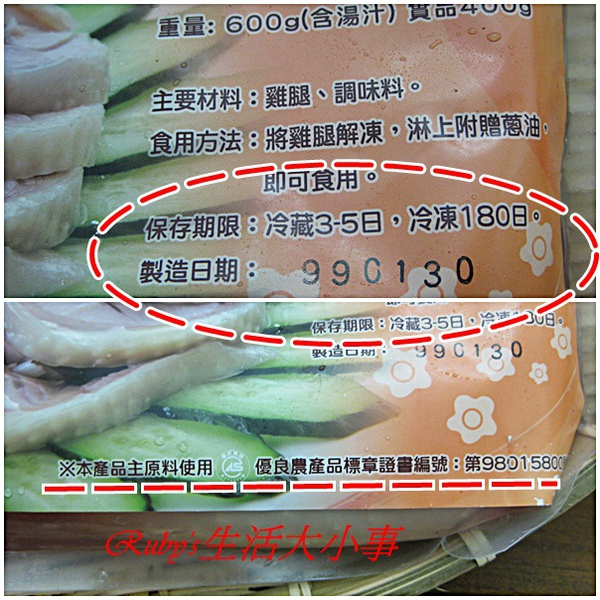 重量: 600g(含湯汁) 實品400g
主要材料：雞腿、調味料。
食用方法：將雞腿解凍，淋上附贈蔥油，
即可食用。
保存期限：冷藏3-5日，冷凍180日。
製造日期： 990130
保存期限：冷藏3-5日，冷凍180日。
製造日期： 990130
※本產品主原料使用 優良農產品標章證書編號：第98015800
Ruby's生活大小事